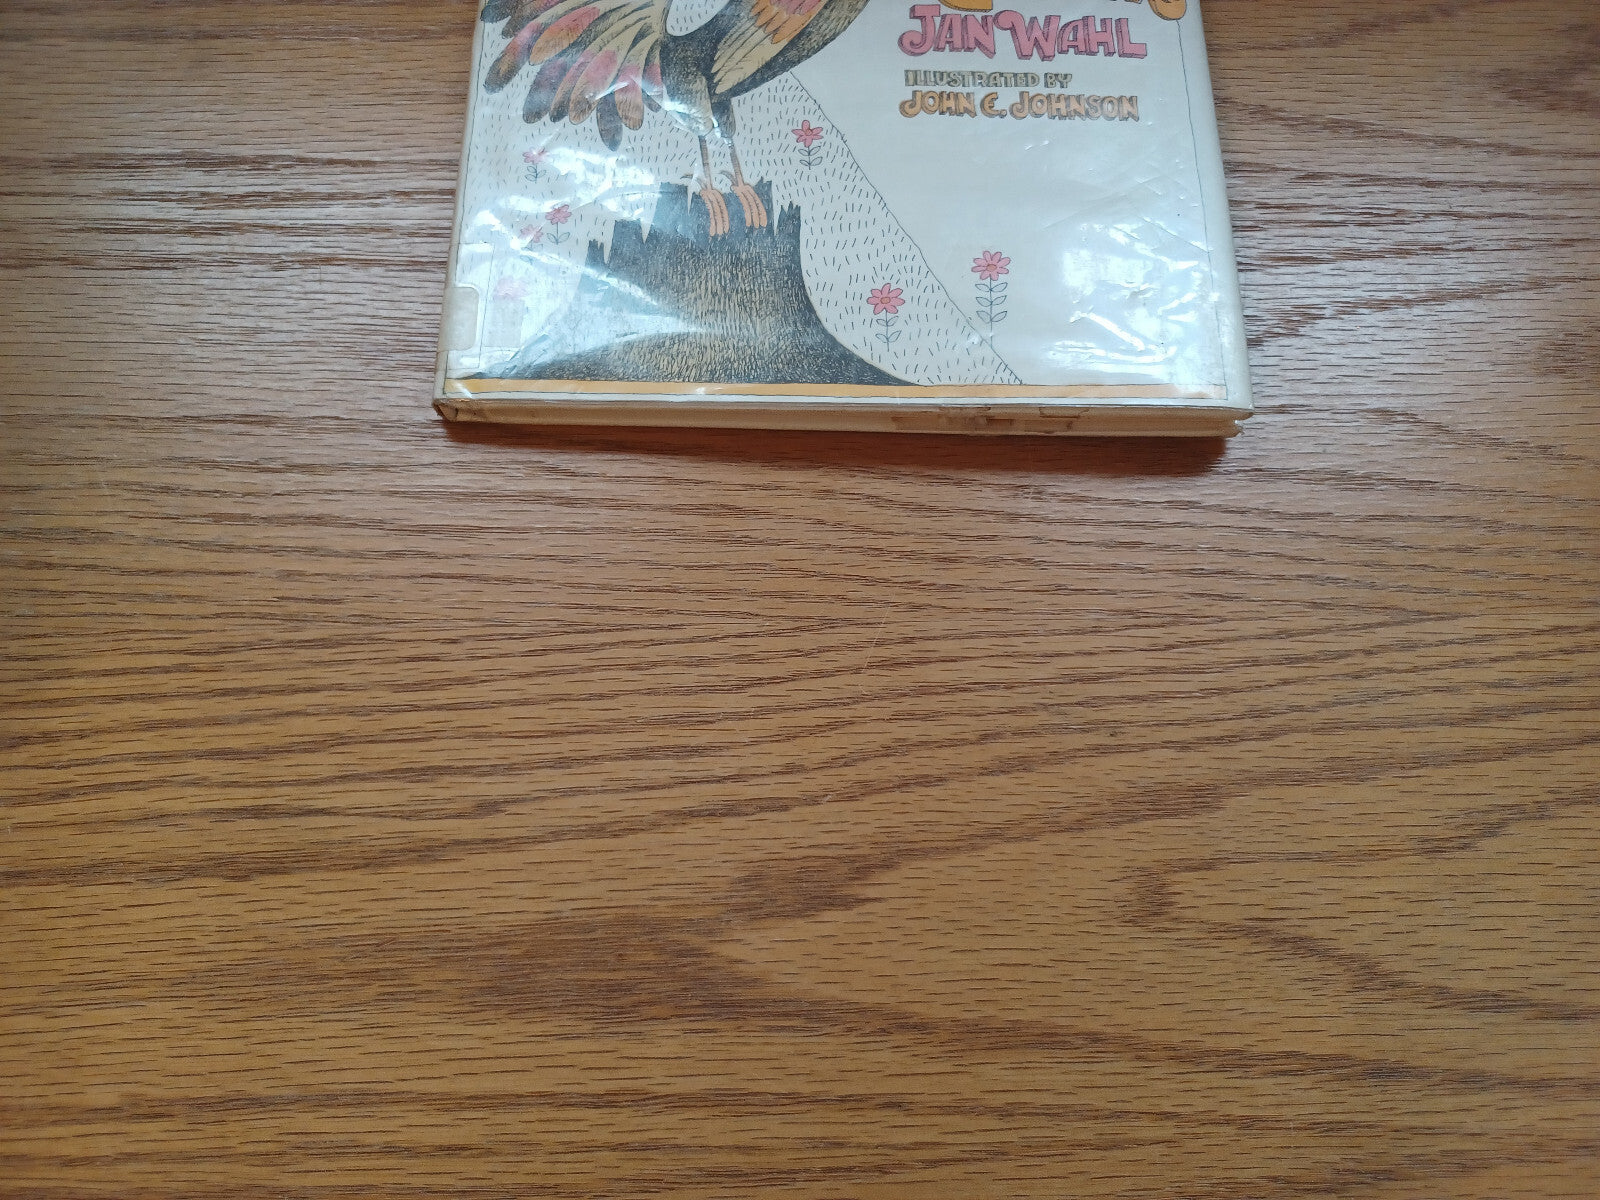 JAN WAHL
ILLUSTRATED BY
JOHN E. JOHNSON